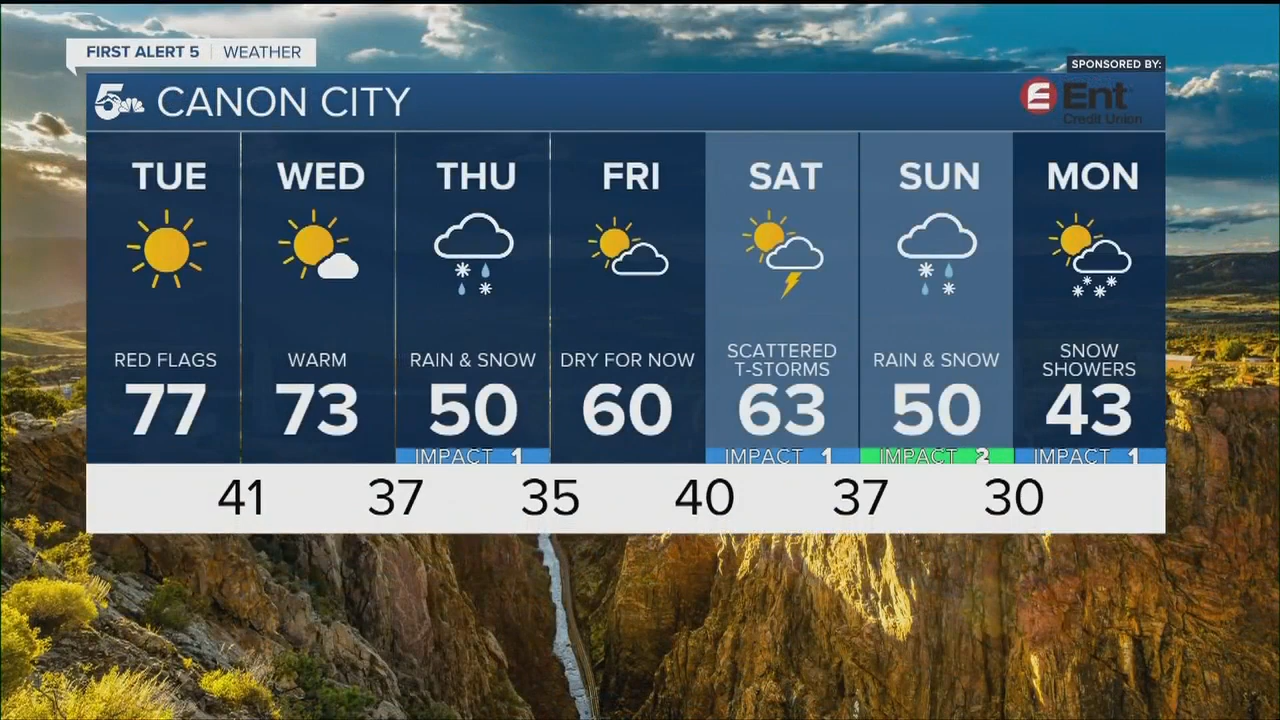 FIRST ALERT 5 | WEATHER
SPONSORED BY:
5 CANON CITY
Ent
Credit Union
TUE WED THU FRI SAT SUN MON
RED FLAGS WARM RAIN & SNOW DRY FOR NOW SCATTERED T-STORMS RAIN & SNOW SNOW SHOWERS
77 73 50 60 63 50 43
IMPACT 1 IMPACT 1 IMPACT 2 IMPACT 1
41 37 35 40 37 30